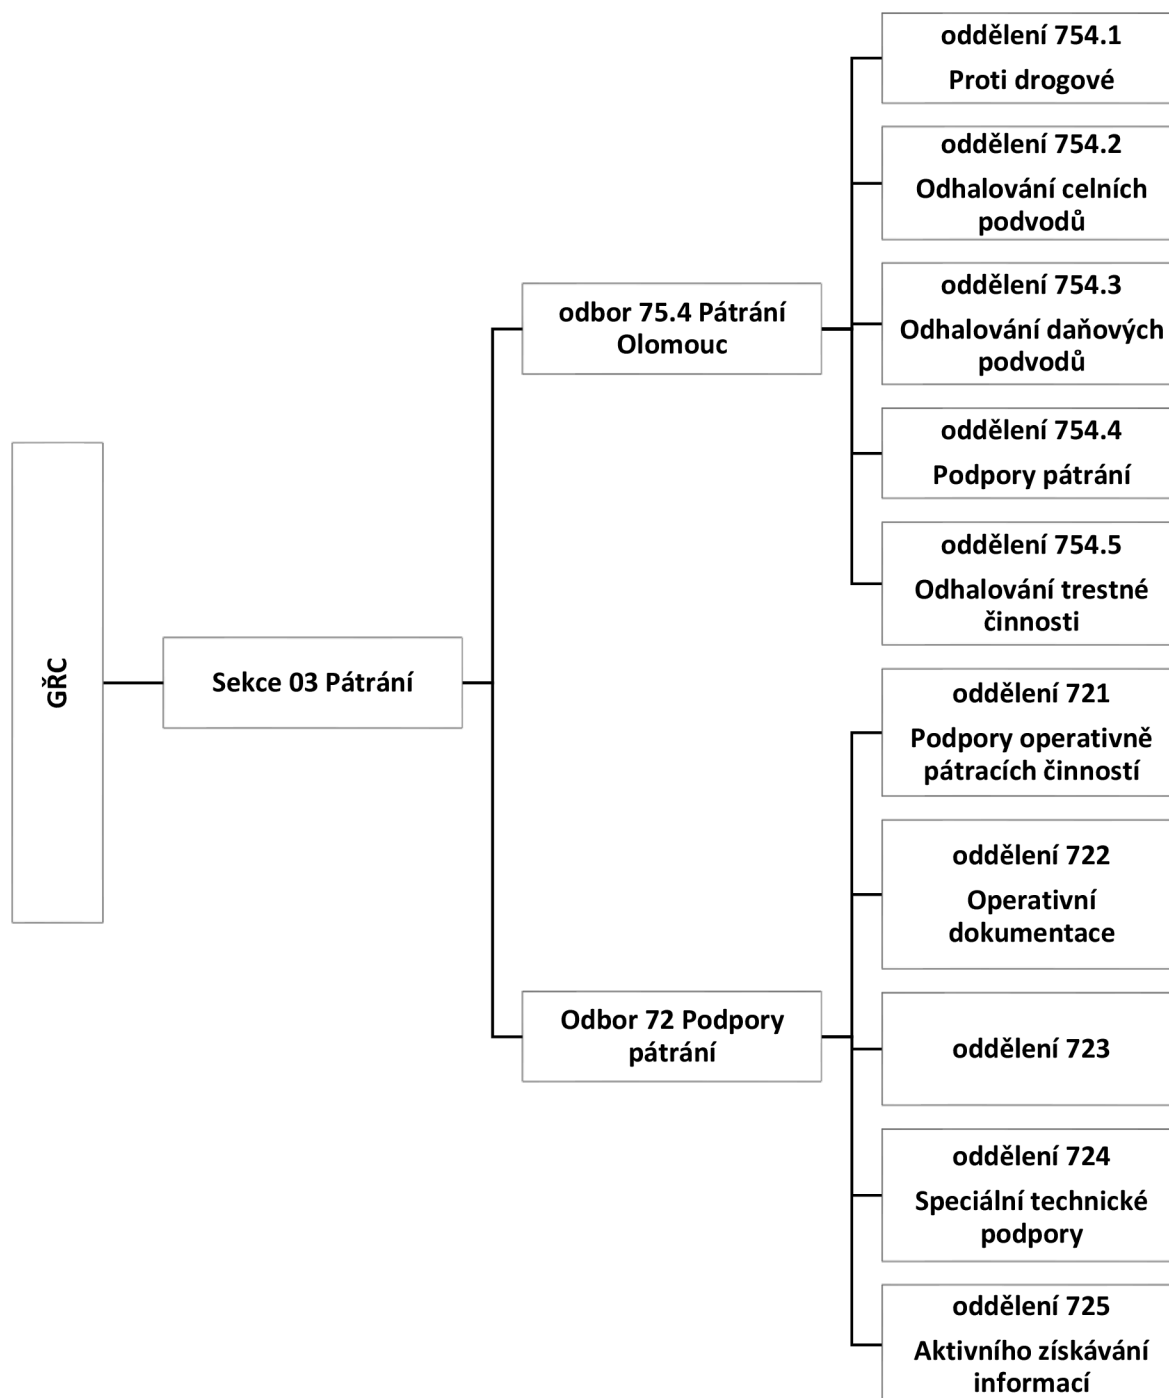 GŘC
Sekce 03 Pátrání
odbor 75.4 Pátrání
Olomouc
oddělení 754.1
Proti drogové
oddělení 754.2
Odhalování celních
podvodů
oddělení 754.3
Odhalování daňových
podvodů
oddělení 754.4
Podpory pátrání
oddělení 754.5
Odhalování trestné
činnosti
Odbor 72 Podpory
pátrání
oddělení 721
Podpory operativně
pátracích činností
oddělení 722
Operativní
dokumentace
oddělení 723
oddělení 724
Speciální technické
podpory
oddělení 725
Aktivního získávání
informací